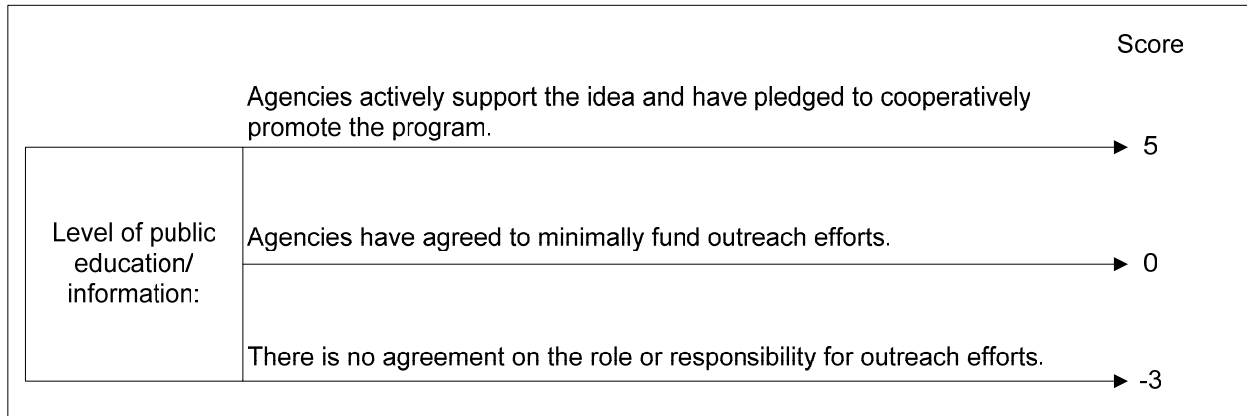 Score
Agencies actively support the idea and have pledged to cooperatively
promote the program.
5
Level of public
education/
information:
Agencies have agreed to minimally fund outreach efforts.
0
There is no agreement on the role or responsibility for outreach efforts.
-3